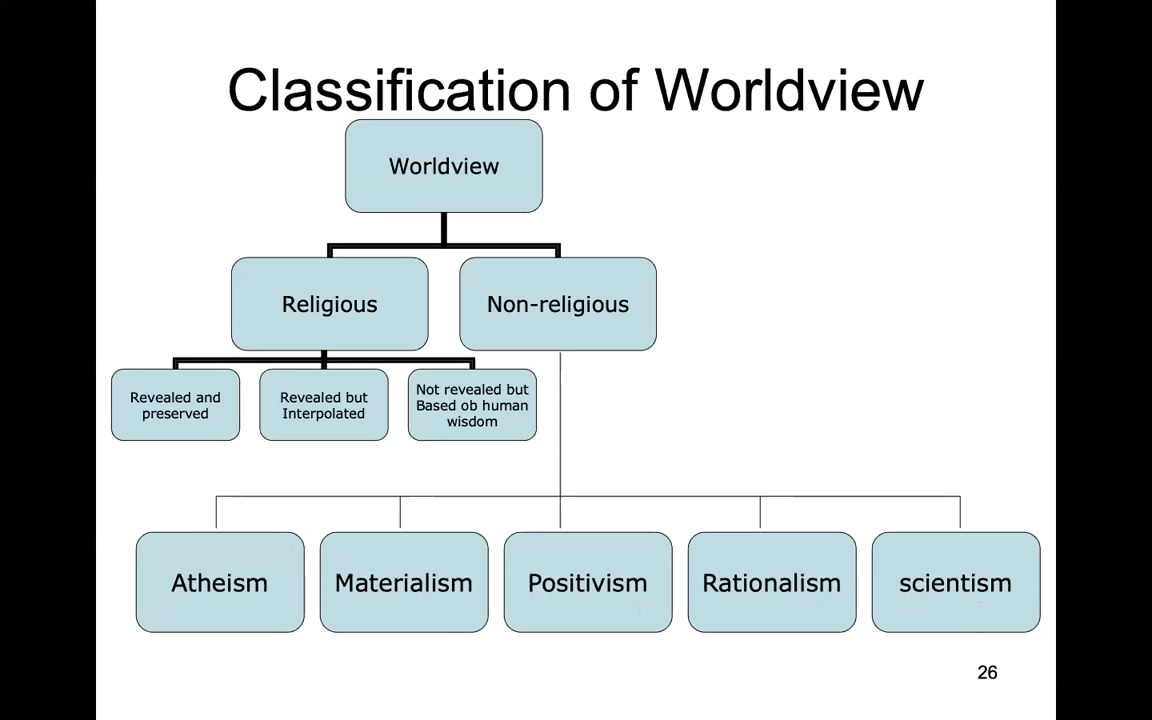 Classification of Worldview
Worldview
Religious
Non-religious
Revealed and
preserved
Revealed but
Interpolated
Not revealed but
Based ob human
wisdom
Atheism
Materialism
Positivism
Rationalism
scientism
26